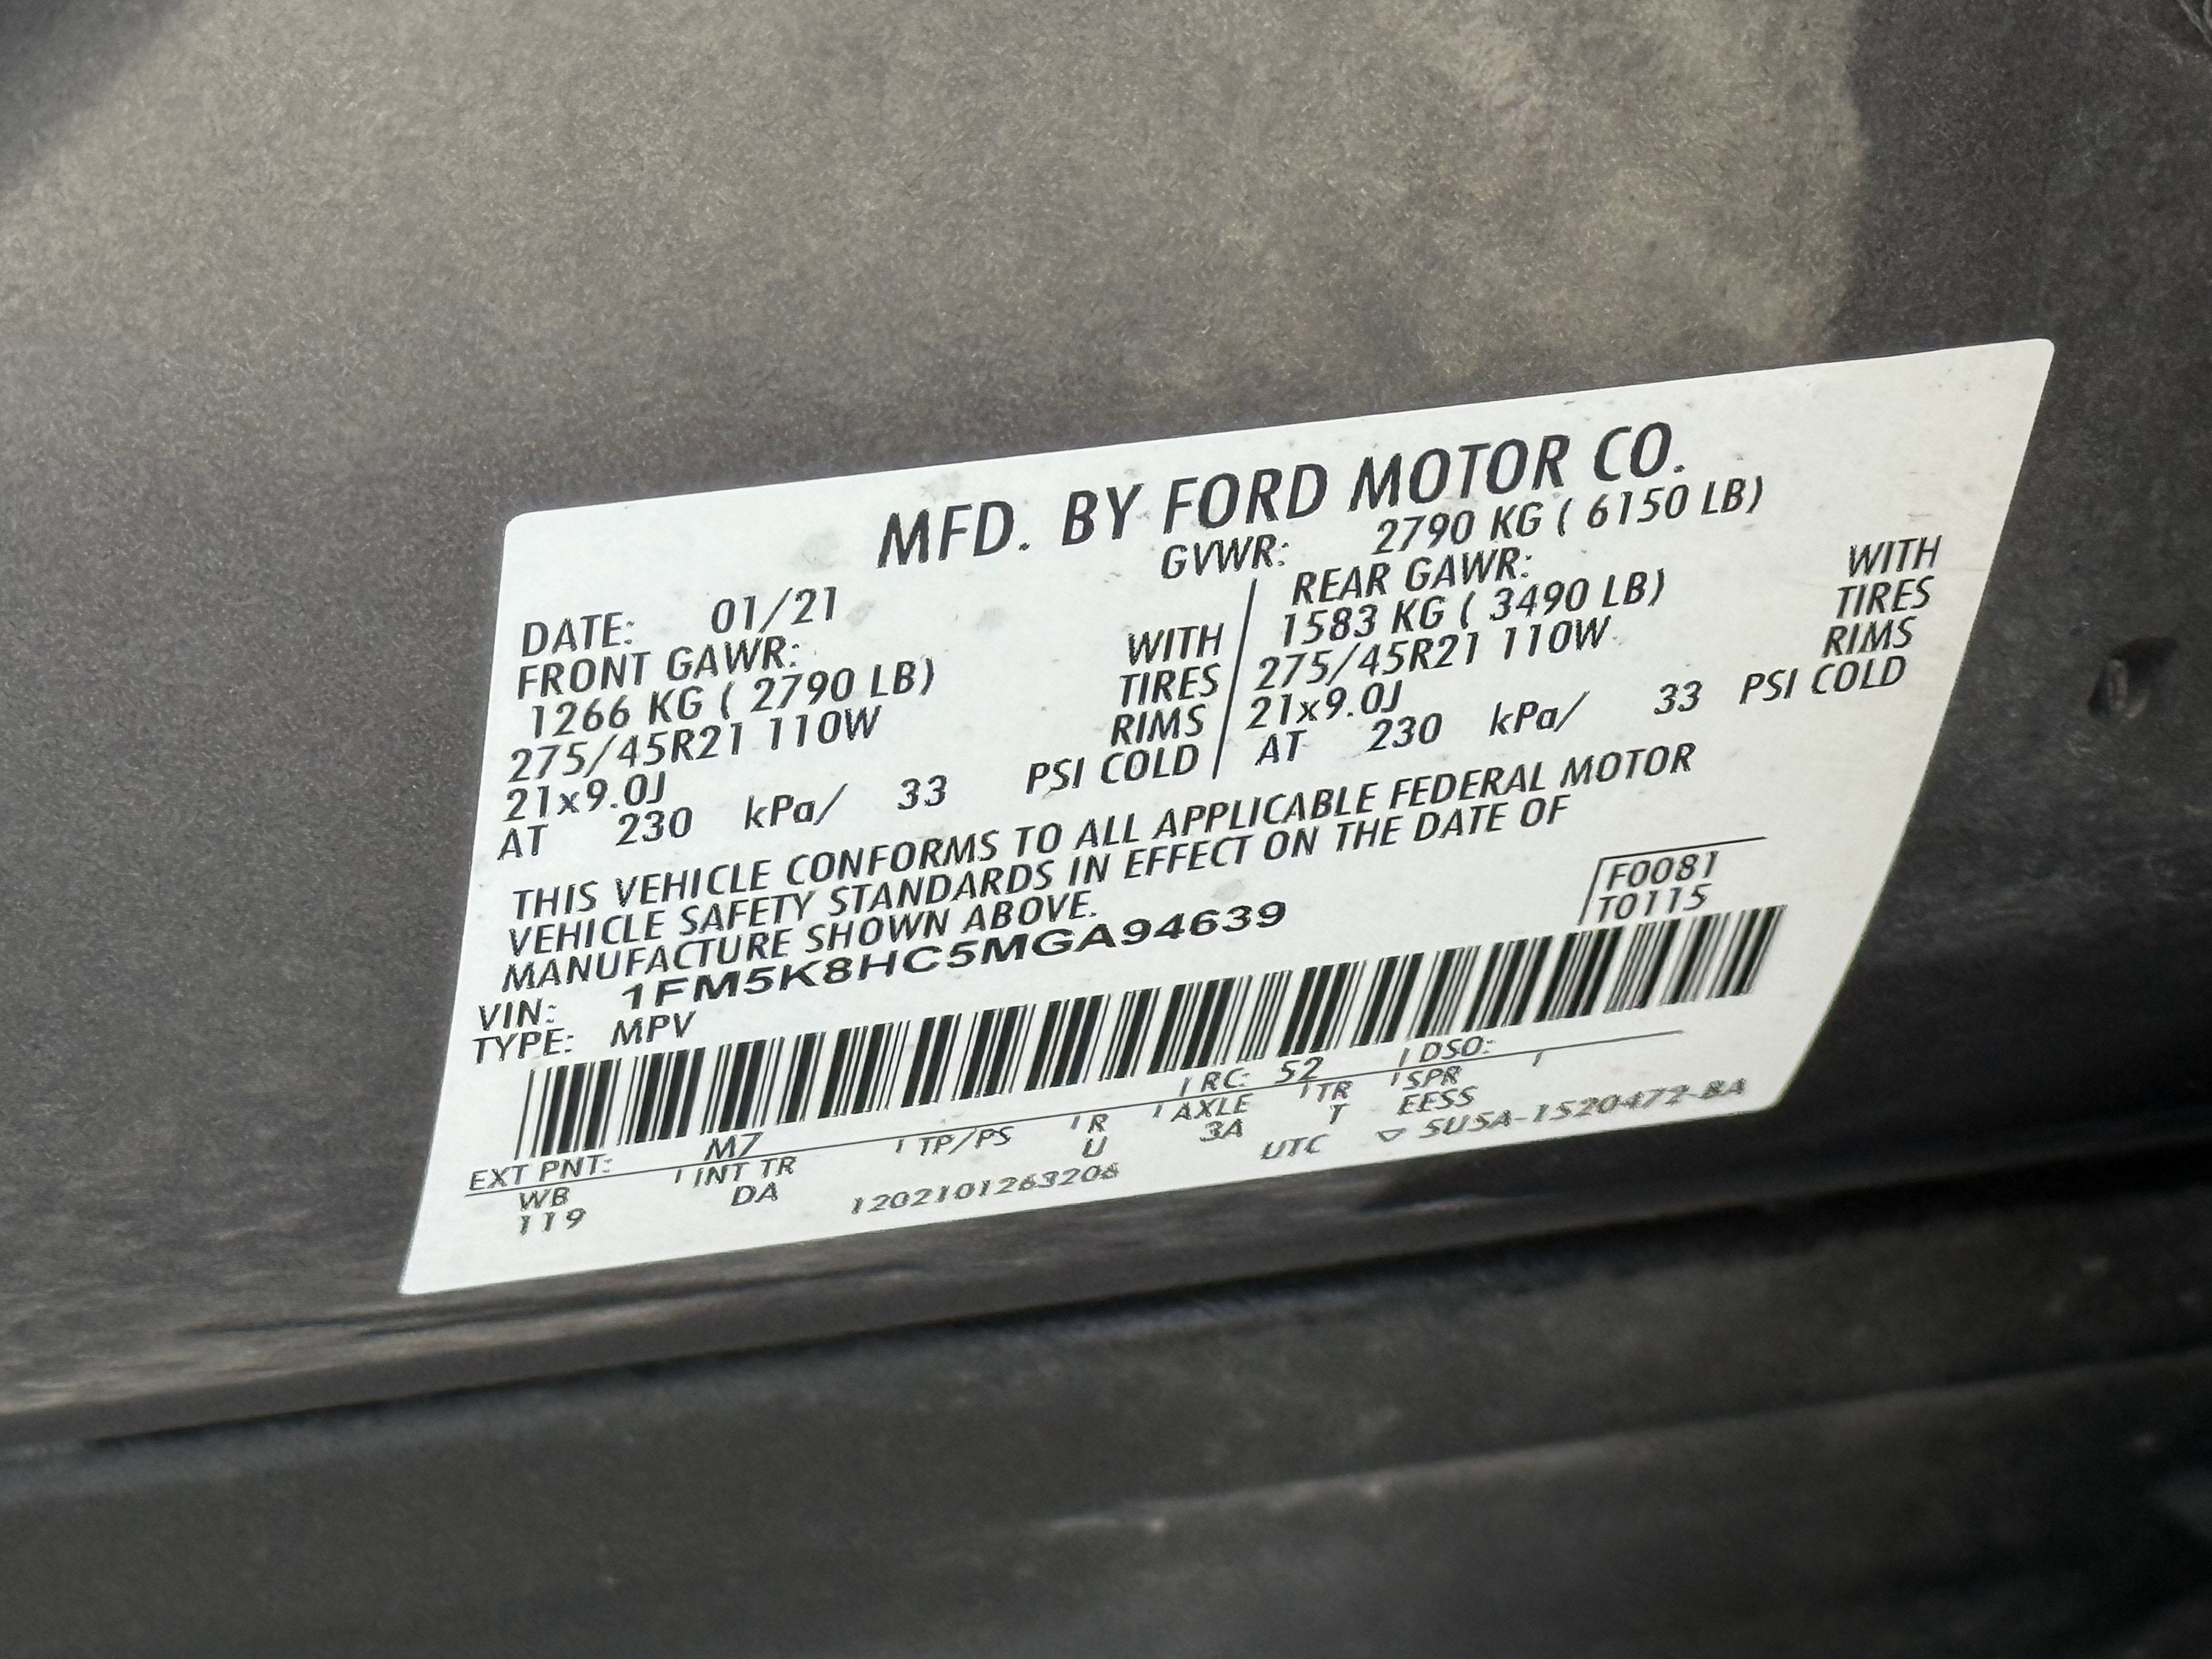 MFD. BY FORD MOTOR CO.
DATE: 01/21 GVWR: 2790 KG ( 6150 LB)
FRONT GAWR: REAR GAWR:
1266 KG ( 2790 LB) WITH 1583 KG ( 3490 LB) WITH
275/45R21 110W TIRES 275/45R21 110W TIRES
21x9.0J RIMS 21x9.0J RIMS
AT 230 kPa/ 33 PSI COLD AT 230 kPa/ 33 PSI COLD
THIS VEHICLE CONFORMS TO ALL APPLICABLE FEDERAL MOTOR
VEHICLE SAFETY STANDARDS IN EFFECT ON THE DATE OF
MANUFACTURE SHOWN ABOVE.
VIN: 1FM5K8HC5MGA94639 F0081
TYPE: MPV T0115
EXT PNT: M7 RC: 52 DSO:
WB INT TR TP/PS R AXLE TR SPR
119 DA U 3A T EESS
1202101263206 UTC ▽ 5U5A-1520472-BA